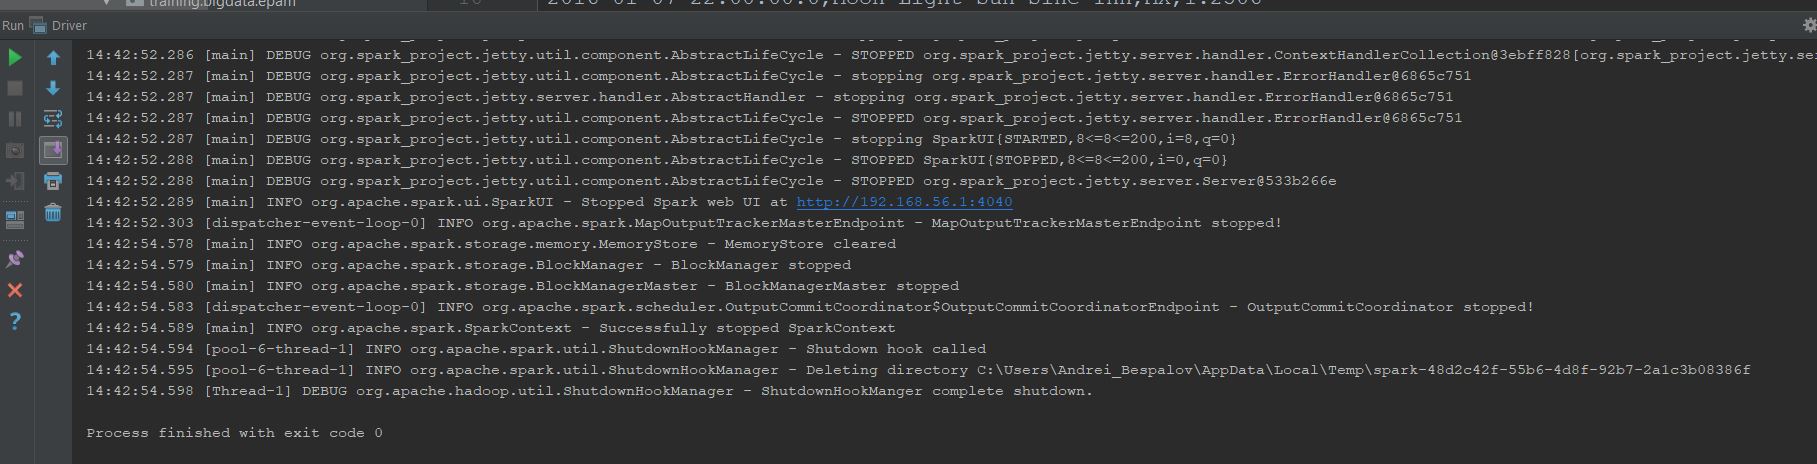 training.bigdata.epam
Run Driver
14:42:52.286 [main] DEBUG org.spark_project.jetty.util.component.AbstractLifeCycle - STOPPED org.spark_project.jetty.server.handler.ContextHandlerCollection@3ebff828[org.spark_project.jetty.se
14:42:52.287 [main] DEBUG org.spark_project.jetty.util.component.AbstractLifeCycle - stopping org.spark_project.jetty.server.handler.ErrorHandler@6865c751
14:42:52.287 [main] DEBUG org.spark_project.jetty.server.handler.AbstractHandler - stopping org.spark_project.jetty.server.handler.ErrorHandler@6865c751
14:42:52.287 [main] DEBUG org.spark_project.jetty.util.component.AbstractLifeCycle - STOPPED org.spark_project.jetty.server.handler.ErrorHandler@6865c751
14:42:52.287 [main] DEBUG org.spark_project.jetty.util.component.AbstractLifeCycle - stopping SparkUI{STARTED,8<=8<=200,i=8,q=0}
14:42:52.288 [main] DEBUG org.spark_project.jetty.util.component.AbstractLifeCycle - STOPPED SparkUI{STOPPED,8<=8<=200,i=0,q=0}
14:42:52.288 [main] DEBUG org.spark_project.jetty.util.component.AbstractLifeCycle - STOPPED org.spark_project.jetty.server.Server@533b266e
14:42:52.289 [main] INFO org.apache.spark.ui.SparkUI - Stopped Spark web UI at http://192.168.56.1:4040
14:42:52.303 [dispatcher-event-loop-0] INFO org.apache.spark.MapOutputTrackerMasterEndpoint - MapOutputTrackerMasterEndpoint stopped!
14:42:54.578 [main] INFO org.apache.spark.storage.memory.MemoryStore - MemoryStore cleared
14:42:54.579 [main] INFO org.apache.spark.storage.BlockManager - BlockManager stopped
14:42:54.580 [main] INFO org.apache.spark.storage.BlockManagerMaster - BlockManagerMaster stopped
14:42:54.583 [dispatcher-event-loop-0] INFO org.apache.spark.scheduler.OutputCommitCoordinator$OutputCommitCoordinatorEndpoint - OutputCommitCoordinator stopped!
14:42:54.589 [main] INFO org.apache.spark.SparkContext - Successfully stopped SparkContext
14:42:54.594 [pool-6-thread-1] INFO org.apache.spark.util.ShutdownHookManager - Shutdown hook called
14:42:54.595 [pool-6-thread-1] INFO org.apache.spark.util.ShutdownHookManager - Deleting directory C:\Users\Andrei_Bespalov\AppData\Local\Temp\spark-48d2c42f-55b6-4d8f-92b7-2a1c3b08386f
14:42:54.598 [Thread-1] DEBUG org.apache.hadoop.util.ShutdownHookManager - ShutdownHookManger complete shutdown.
Process finished with exit code 0